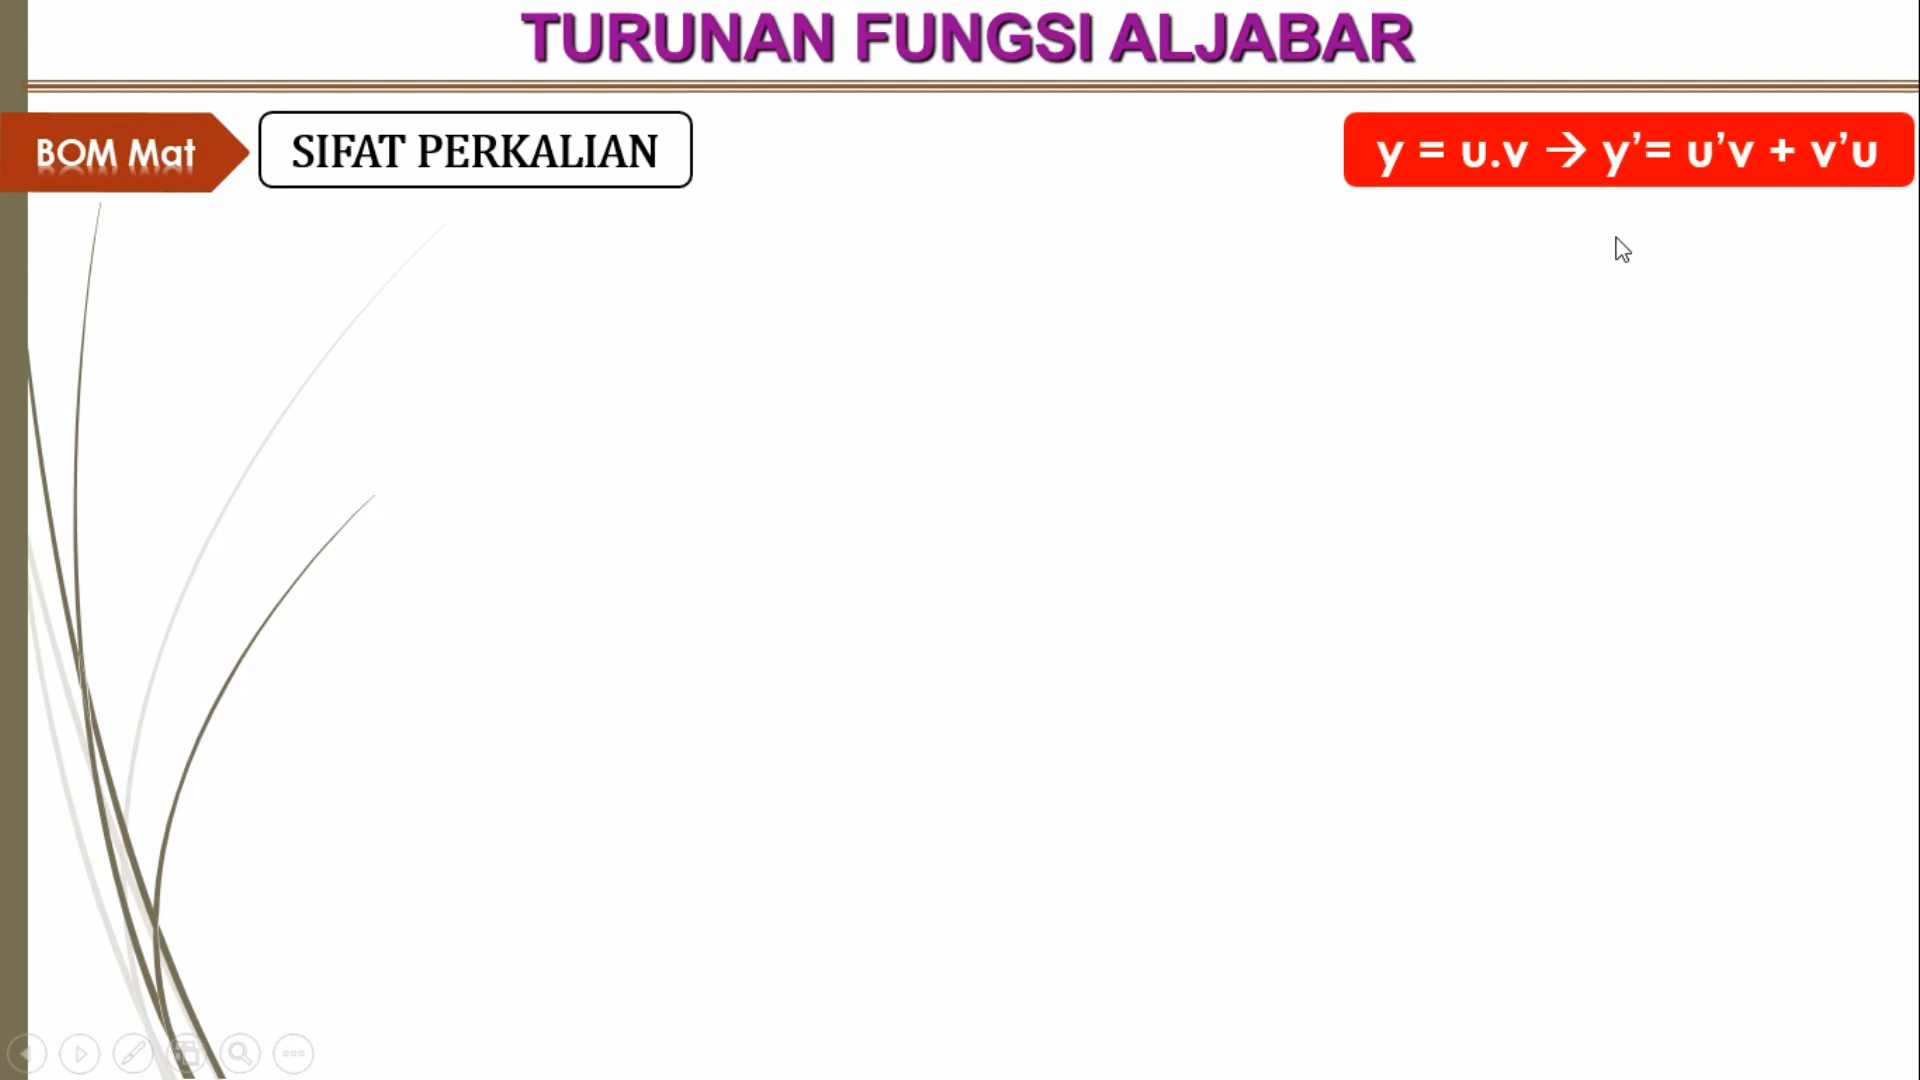 TURUNAN FUNGSI ALJABAR
BOM Mat
SIFAT PERKALIAN
y = u.v → y’= u’v + v’u